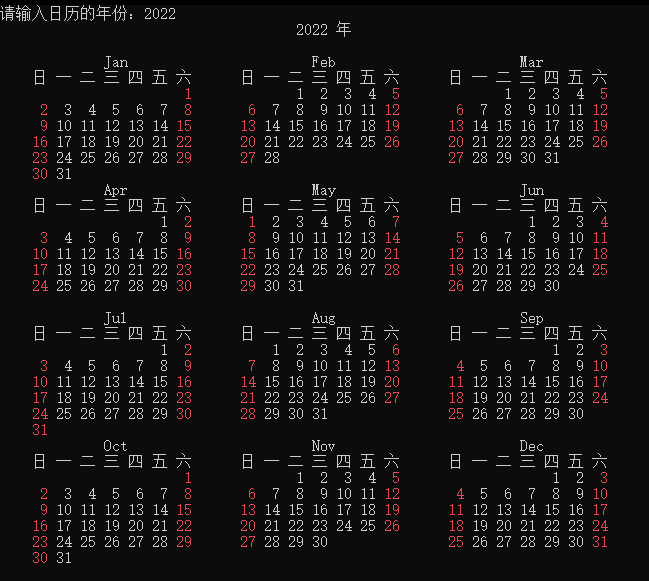 请输入日历的年份：2022
2022 年
Jan Feb Mar
日 一 二 三 四 五 六 日 一 二 三 四 五 六 日 一 二 三 四 五 六
1 1 2 3 4 5 1 2 3 4 5
2 3 4 5 6 7 8 6 7 8 9 10 11 12 6 7 8 9 10 11 12
9 10 11 12 13 14 15 13 14 15 16 17 18 19 13 14 15 16 17 18 19
16 17 18 19 20 21 22 20 21 22 23 24 25 26 20 21 22 23 24 25 26
23 24 25 26 27 28 29 27 28 27 28 29 30 31
30 31
Apr May Jun
日 一 二 三 四 五 六 日 一 二 三 四 五 六 日 一 二 三 四 五 六
1 2 1 2 3 4 5 6 7 1 2 3 4
3 4 5 6 7 8 9 8 9 10 11 12 13 14 5 6 7 8 9 10 11
10 11 12 13 14 15 16 15 16 17 18 19 20 21 12 13 14 15 16 17 18
17 18 19 20 21 22 23 22 23 24 25 26 27 28 19 20 21 22 23 24 25
24 25 26 27 28 29 30 29 30 31 26 27 28 29 30
Jul Aug Sep
日 一 二 三 四 五 六 日 一 二 三 四 五 六 日 一 二 三 四 五 六
1 2 1 2 3 4 5 6 1 2 3
3 4 5 6 7 8 9 7 8 9 10 11 12 13 4 5 6 7 8 9 10
10 11 12 13 14 15 16 14 15 16 17 18 19 20 11 12 13 14 15 16 17
17 18 19 20 21 22 23 21 22 23 24 25 26 27 18 19 20 21 22 23 24
24 25 26 27 28 29 30 28 29 30 31 25 26 27 28 29 30
31
Oct Nov Dec
日 一 二 三 四 五 六 日 一 二 三 四 五 六 日 一 二 三 四 五 六
1 1 2 3 4 5 1 2 3
2 3 4 5 6 7 8 6 7 8 9 10 11 12 4 5 6 7 8 9 10
9 10 11 12 13 14 15 13 14 15 16 17 18 19 11 12 13 14 15 16 17
16 17 18 19 20 21 22 20 21 22 23 24 25 26 18 19 20 21 22 23 24
23 24 25 26 27 28 29 27 28 29 30 25 26 27 28 29 30 31
30 31